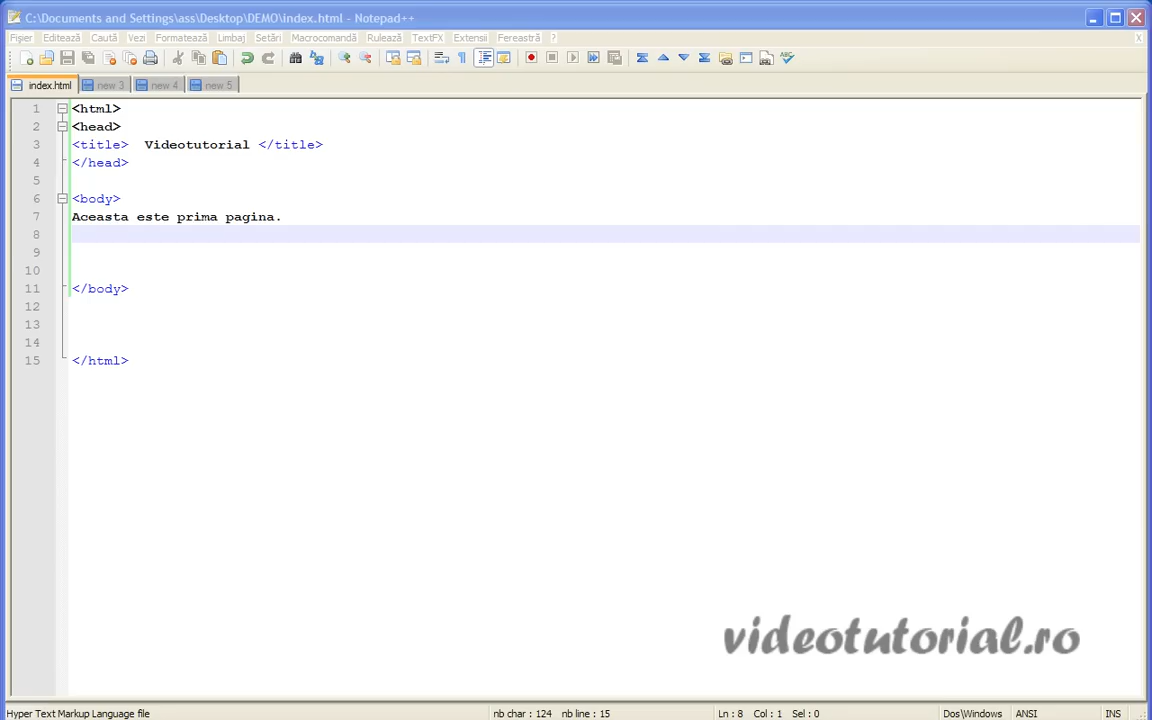 C:\Documents and Settings\ass\Desktop\DEMO\index.html - Notepad++
Fișier Editează Caută Vezi Formatează Limbaj Setări Macrocomandă Rulează TextFX Extensii Fereastră ? X
index.html new 3 new 4 new 5
1 <html>
2 <head>
3 <title> Videotutorial </title>
4 </head>
5
6 <body>
7 Aceasta este prima pagina.
8
9
10
11 </body>
12
13
14
15 </html>
videotutorial.ro
Hyper Text Markup Language file nb char : 124 nb line : 15 Ln : 8 Col : 1 Sel : 0 Dos\Windows ANSI INS